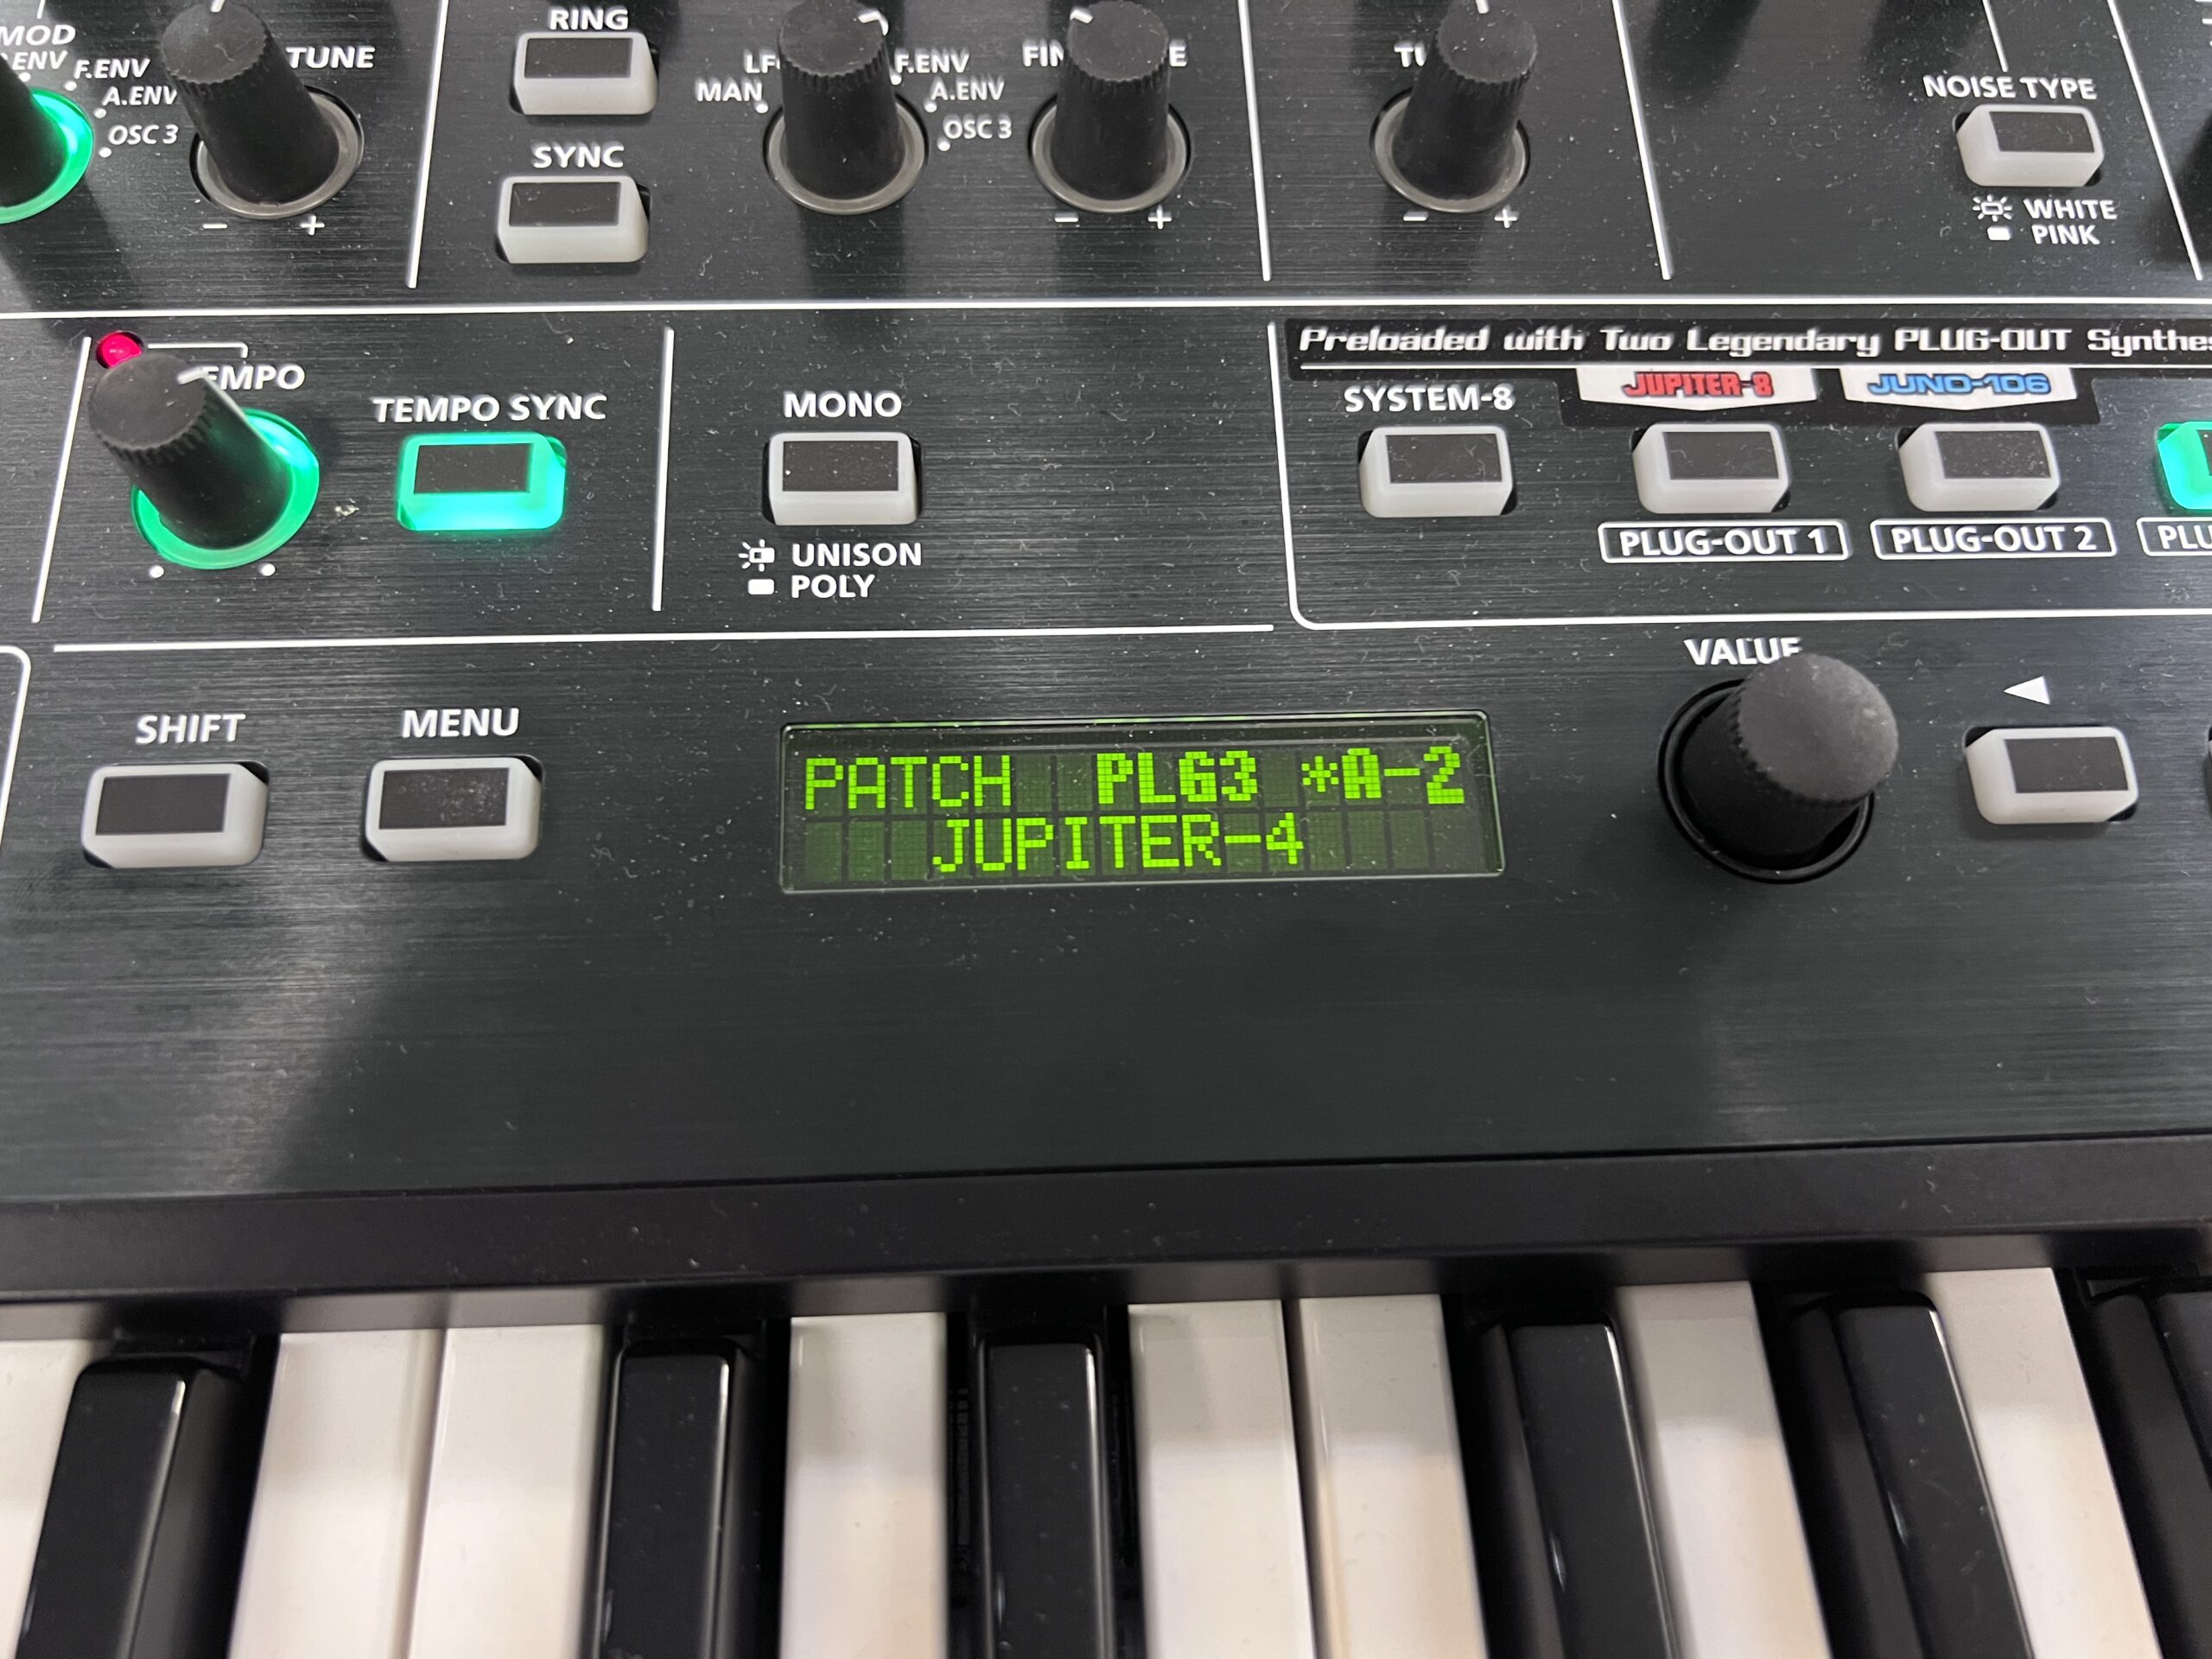 MOD
F.ENV
A.ENV
OSC 3
TUNE
- +
RING
SYNC
MAN
F.ENV
A.ENV
OSC 3
- +
- +
NOISE TYPE
WHITE
PINK
TEMPO SYNC
MONO
UNISON
POLY
Preloaded with Two Legendary PLUG-OUT
JUPITER-8 JUNO-106
SYSTEM-8
PLUG-OUT 1
PLUG-OUT 2
SHIFT
MENU
PATCH PLG3 *A-2
JUPITER-4
VALUE